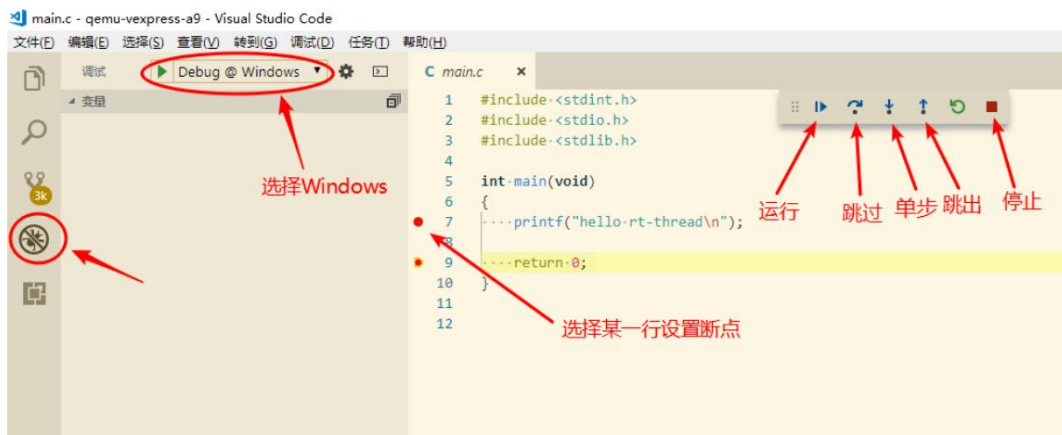 main.c - qemu-vexpress-a9 - Visual Studio Code
文件(F) 编辑(E) 选择(S) 查看(V) 转到(G) 调试(D) 任务(T) 帮助(H)
调试 Debug @ Windows
C main.c ×
变量
1 #include <stdint.h>
2 #include <stdio.h>
3 #include <stdlib.h>
4
5 int main(void)
6 {
7 ····printf("hello·rt-thread\n");
8
9 ····return·0;
10 }
11
12
3k
选择Windows
运行 跳过 单步 跳出 停止
选择某一行设置断点